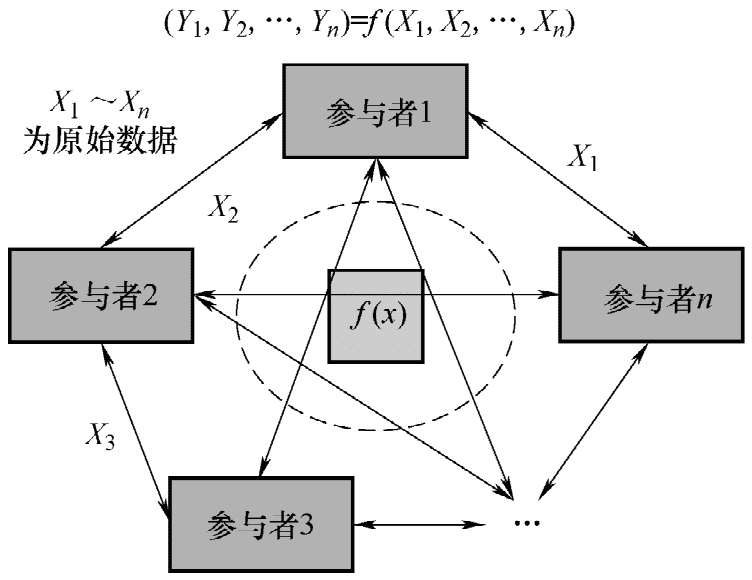 (Y₁, Y₂, …, Yₙ)=f(X₁, X₂, …, Xₙ)
X₁～Xₙ
为原始数据
参与者1
X₁
X₂
参与者2
f(x)
参与者n
X₃
参与者3
…